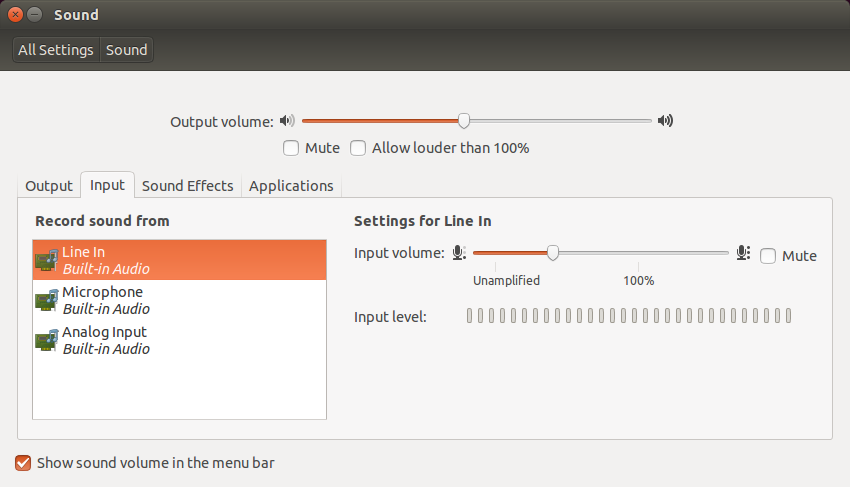 Sound
All Settings Sound
Output volume:
Mute Allow louder than 100%
Output Input Sound Effects Applications
Record sound from
Line In
Built-in Audio
Microphone
Built-in Audio
Analog Input
Built-in Audio
Settings for Line In
Input volume: Mute
Unamplified 100%
Input level:
Show sound volume in the menu bar